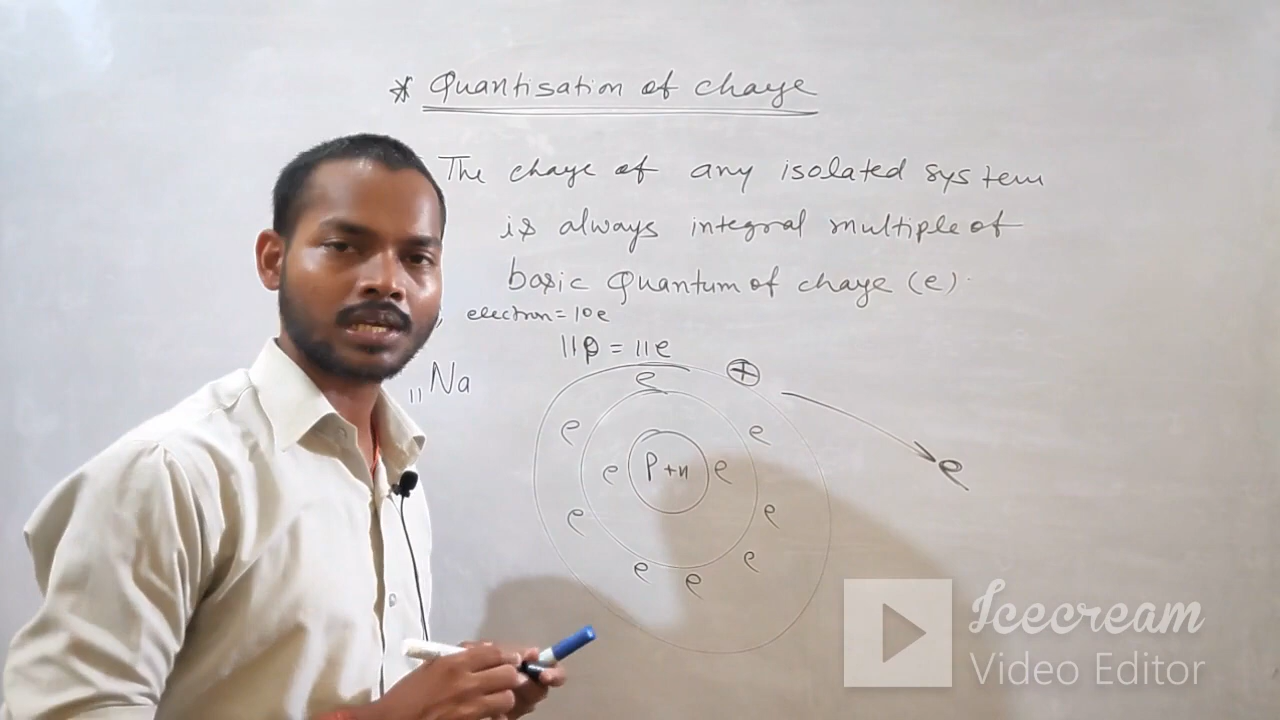 * Quantisation of charge
The charge of any isolated system
is always integral multiple of
basic Quantum of charge (e).
electron = 10e
11p = 11e
11Na
+
e
e
e
e
P+n
e
e
e
e
e
e
e
e
Icecream
Video Editor